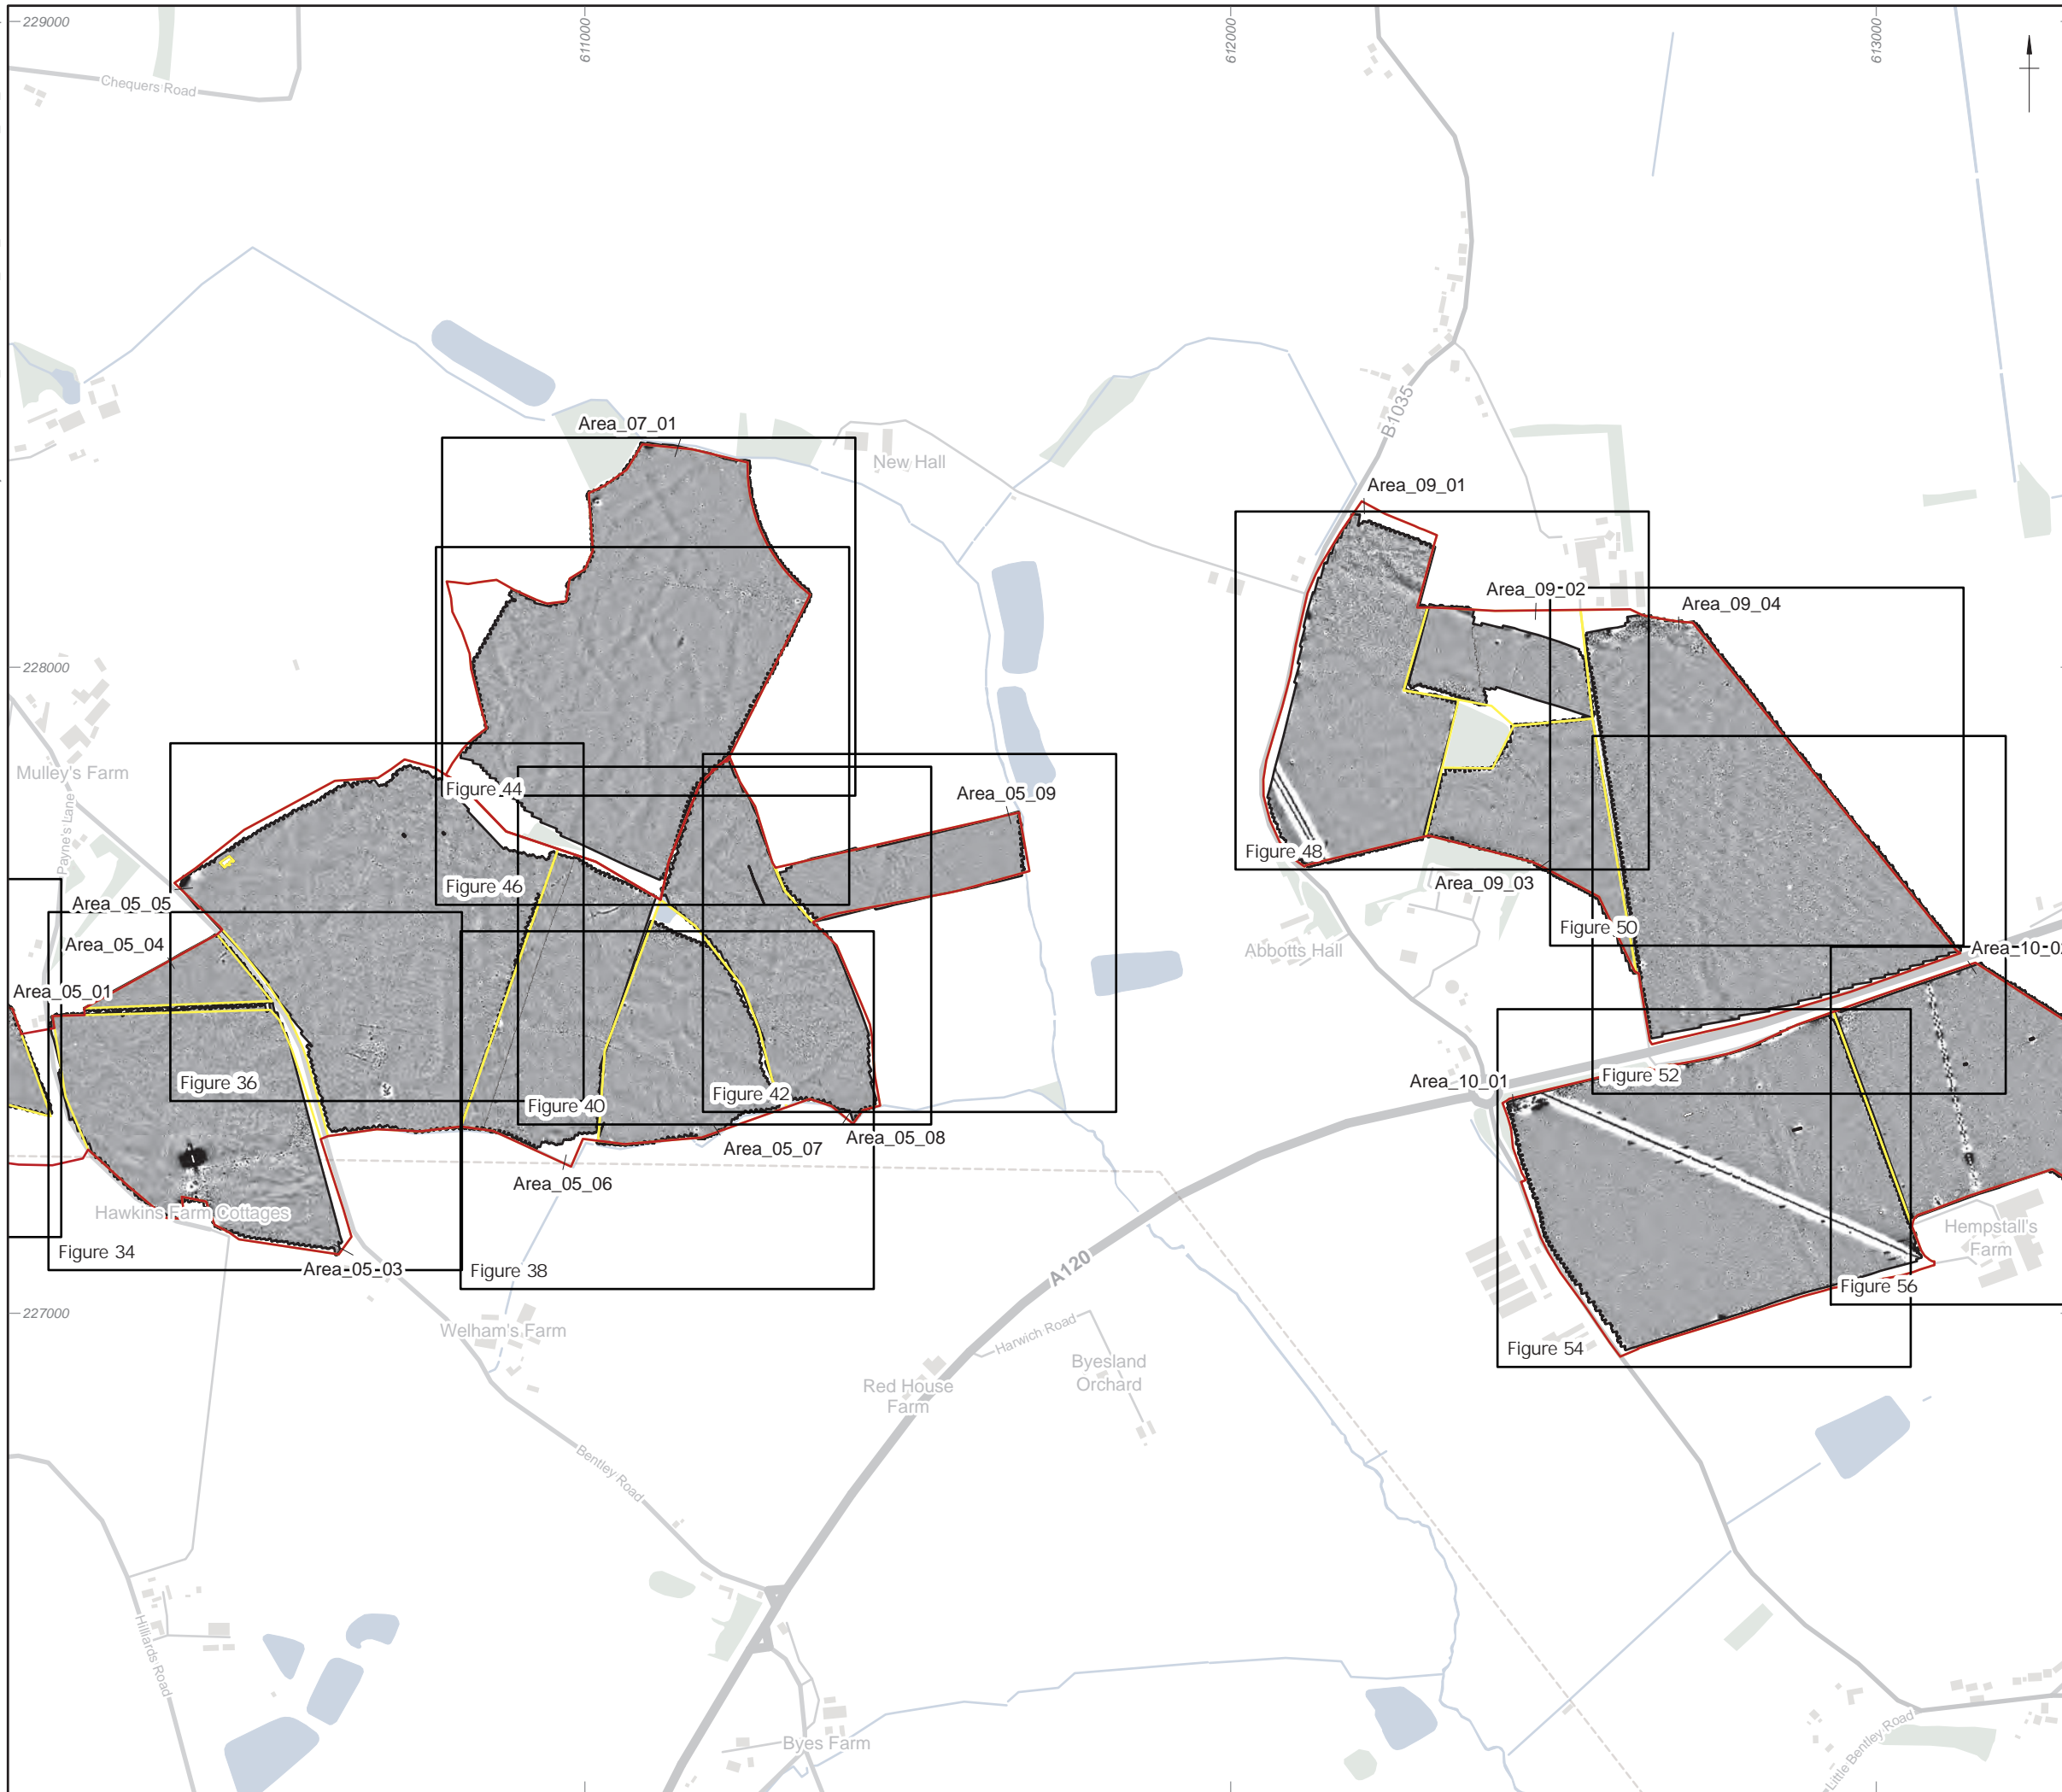 229000
611000
612000
613000
Chequers Road
B1035
Area_07_01
New Hall
Area_09_01
Area_09_02
Area_09_04
228000
Mulley's Farm
Payne's Lane
Figure 44
Area_05_09
Figure 48
Figure 46
Area_09_03
Area_05_05
Figure 50
Area_05_04
Abbotts Hall
Area_10_02
Area_05_01
Figure 36
Figure 40
Figure 42
Area_10_01
Figure 52
Area_05_08
Area_05_07
Area_05_06
Hawkins Farm Cottages
Hempstall's
Farm
Figure 34
Area_05_03
Figure 38
A120
Figure 56
227000
Welham's Farm
Harwich Road
Figure 54
Byesland
Orchard
Red House
Farm
Bentley Road
Hilliards Road
Byes Farm
Little Bentley Road